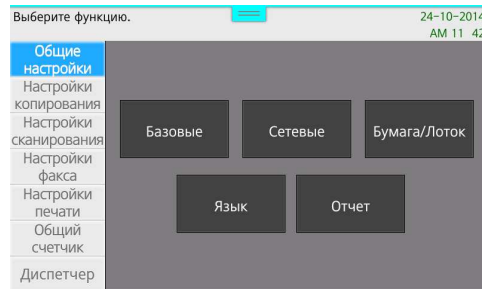 Выберите функцию.
24-10-2014
AM 11 42
Общие
настройки
Настройки
копирования
Настройки
сканирования
Настройки
факса
Настройки
печати
Общий
счетчик
Диспетчер
Базовые
Сетевые
Бумага/Лоток
Язык
Отчет